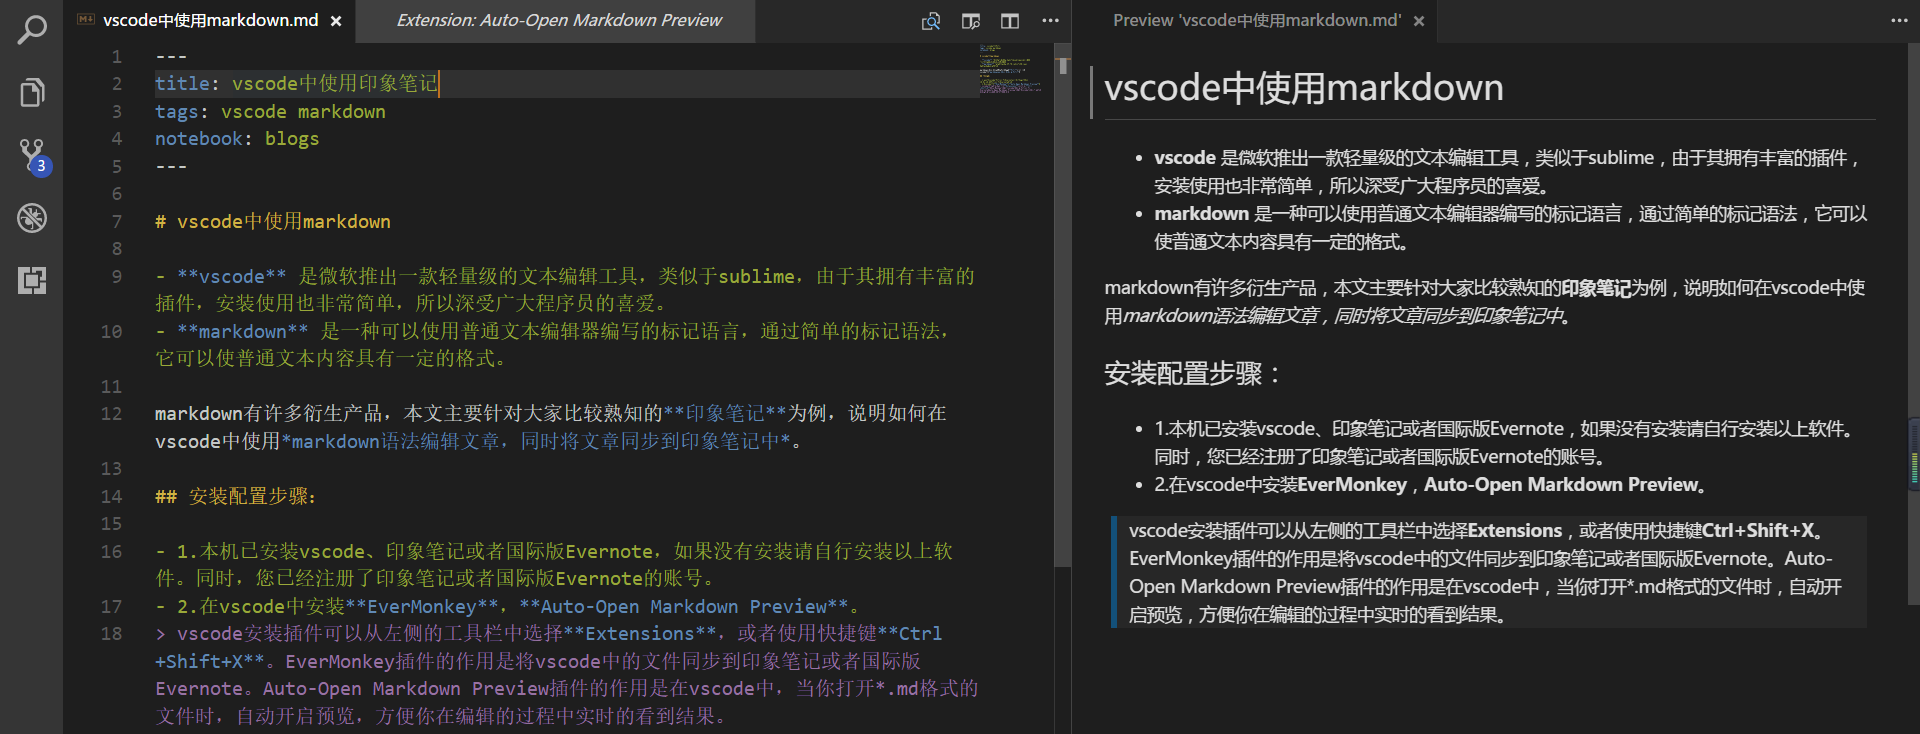 vscode中使用markdown.md
Extension: Auto-Open Markdown Preview
Preview 'vscode中使用markdown.md'
3
1 ---
2 title: vscode中使用印象笔记
3 tags: vscode markdown
4 notebook: blogs
5 ---
6
7 # vscode中使用markdown
8
9 - **vscode** 是微软推出一款轻量级的文本编辑工具，类似于sublime，由于其拥有丰富的
插件，安装使用也非常简单，所以深受广大程序员的喜爱。
10 - **markdown** 是一种可以使用普通文本编辑器编写的标记语言，通过简单的标记语法，
它可以使普通文本内容具有一定的格式。
11
12 markdown有许多衍生产品，本文主要针对大家比较熟知的**印象笔记**为例，说明如何在
vscode中使用*markdown语法编辑文章，同时将文章同步到印象笔记中*。
13
14 ## 安装配置步骤：
15
16 - 1.本机已安装vscode、印象笔记或者国际版Evernote，如果没有安装请自行安装以上软
件。同时，您已经注册了印象笔记或者国际版Evernote的账号。
17 - 2.在vscode中安装**EverMonkey**，**Auto-Open Markdown Preview**。
18 > vscode安装插件可以从左侧的工具栏中选择**Extensions**，或者使用快捷键**Ctrl
+Shift+X**。EverMonkey插件的作用是将vscode中的文件同步到印象笔记或者国际版
Evernote。Auto-Open Markdown Preview插件的作用是在vscode中，当你打开*.md格式的
文件时，自动开启预览，方便你在编辑的过程中实时的看到结果。
vscode中使用markdown
• vscode 是微软推出一款轻量级的文本编辑工具，类似于sublime，由于其拥有丰富的插件，
安装使用也非常简单，所以深受广大程序员的喜爱。
• markdown 是一种可以使用普通文本编辑器编写的标记语言，通过简单的标记语法，它可以
使普通文本内容具有一定的格式。
markdown有许多衍生产品，本文主要针对大家比较熟知的印象笔记为例，说明如何在vscode中使
用markdown语法编辑文章，同时将文章同步到印象笔记中。
安装配置步骤：
• 1.本机已安装vscode、印象笔记或者国际版Evernote，如果没有安装请自行安装以上软件。
同时，您已经注册了印象笔记或者国际版Evernote的账号。
• 2.在vscode中安装EverMonkey，Auto-Open Markdown Preview。
vscode安装插件可以从左侧的工具栏中选择Extensions，或者使用快捷键Ctrl+Shift+X。
EverMonkey插件的作用是将vscode中的文件同步到印象笔记或者国际版Evernote。Auto-
Open Markdown Preview插件的作用是在vscode中，当你打开*.md格式的文件时，自动开
启预览，方便你在编辑的过程中实时的看到结果。